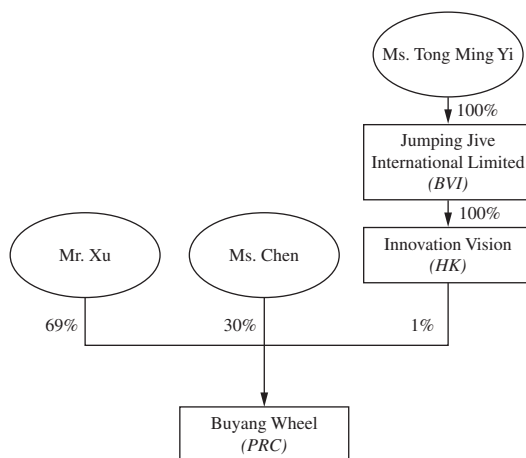 Ms. Tong Ming Yi
100%
Jumping Jive
International Limited
(BVI)
100%
Mr. Xu
Ms. Chen
Innovation Vision
(HK)
69%
30%
1%
Buyang Wheel
(PRC)